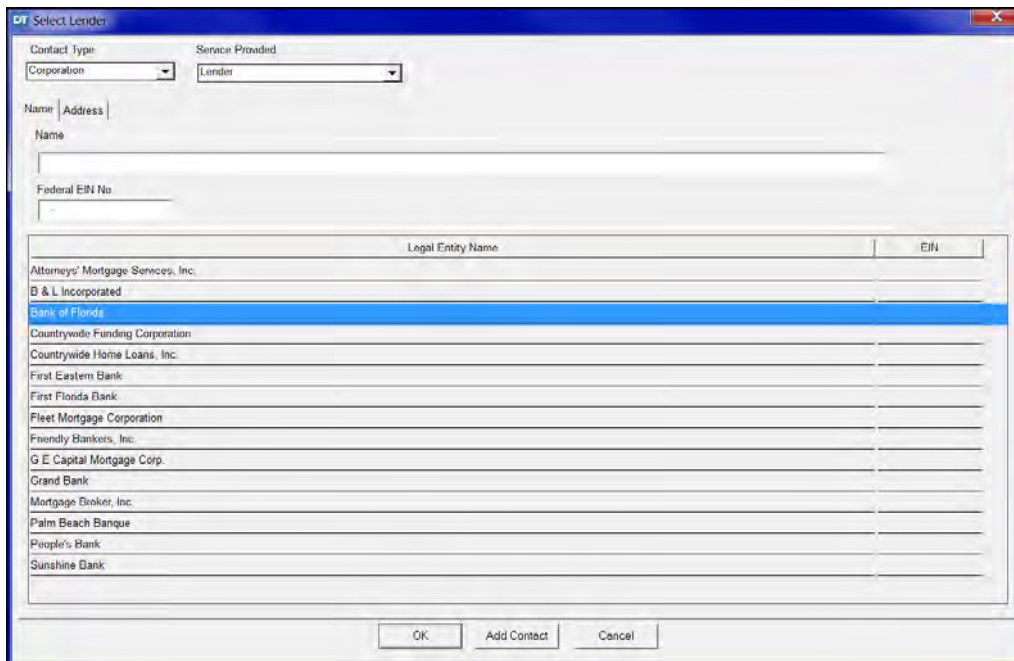 DT Select Lender
Contact Type Service Provided
Corporation Lender
Name Address
Name
Federal EIN No
-
Legal Entity Name EIN
Attorneys' Mortgage Services, Inc.
B & L Incorporated
Bank of Florida
Countrywide Funding Corporation
Countrywide Home Loans, Inc.
First Eastern Bank
First Florida Bank
Fleet Mortgage Corporation
Friendly Bankers, Inc.
G E Capital Mortgage Corp.
Grand Bank
Mortgage Broker, Inc.
Palm Beach Banque
People's Bank
Sunshine Bank
OK Add Contact Cancel